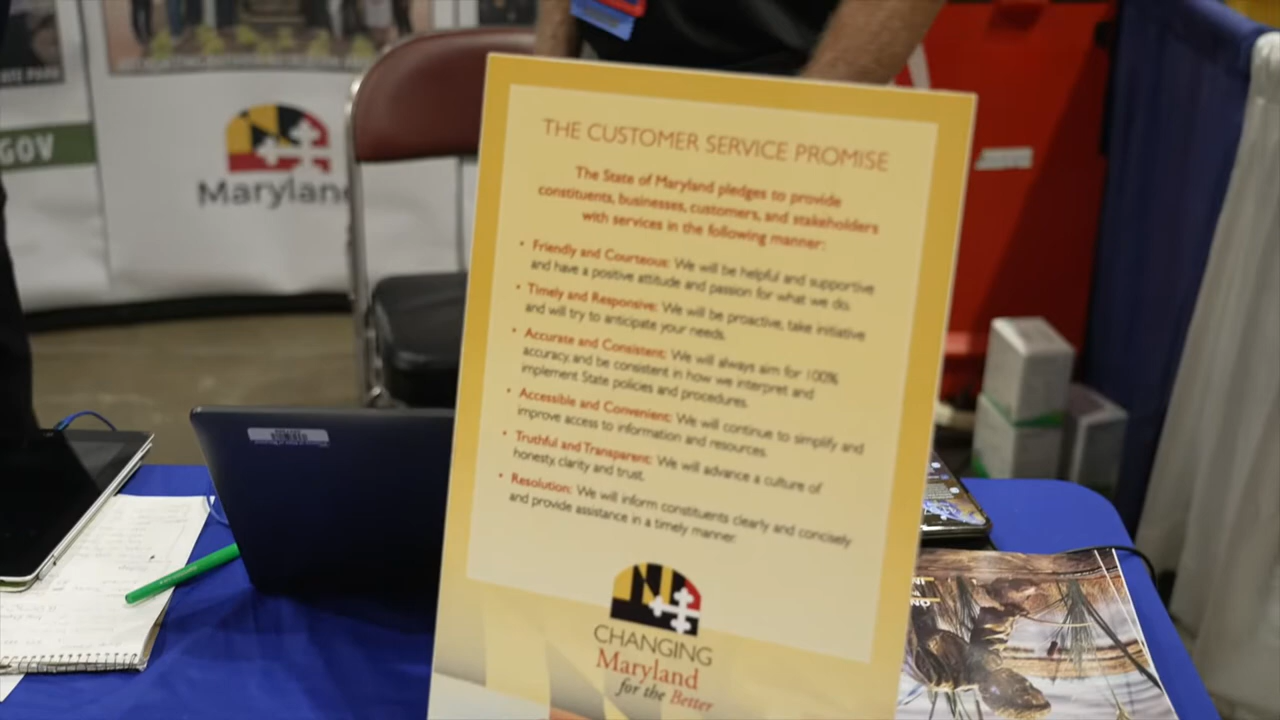 GOV
Maryland
THE CUSTOMER SERVICE PROMISE
The State of Maryland pledges to provide
constituents, businesses, customers, and stakeholders
with services in the following manner:
• Friendly and Courteous: We will be helpful and supportive
and have a positive attitude and passion for what we do.
• Timely and Responsive: We will be proactive, take initiative
and will try to anticipate your needs.
• Accurate and Consistent: We will always aim for 100%
accuracy, and be consistent in how we interpret and
implement State policies and procedures.
• Accessible and Convenient: We will continue to simplify and
improve access to information and resources.
• Truthful and Transparent: We will advance a culture of
honesty, clarity and trust.
• Resolution: We will inform constituents clearly and concisely
and provide assistance in a timely manner.
CHANGING
Maryland
for the Better